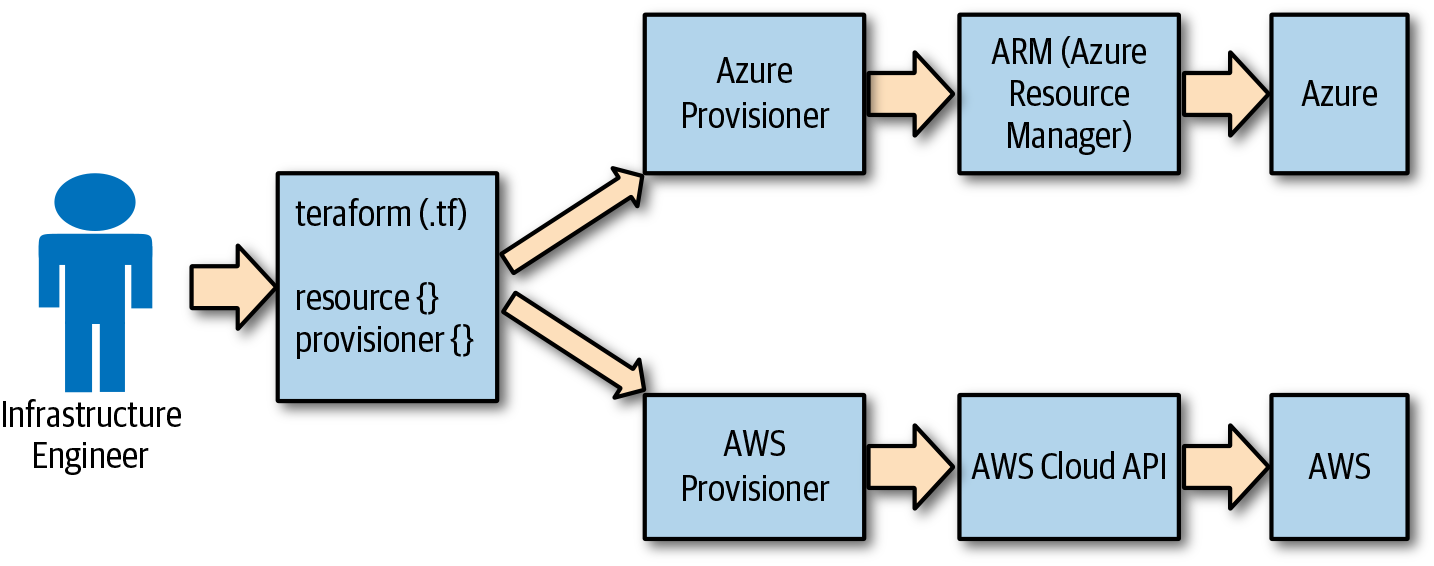 Infrastructure
Engineer
teraform (.tf)
resource {}
provisioner {}
Azure
Provisioner
ARM (Azure
Resource
Manager)
Azure
AWS
Provisioner
AWS Cloud API
AWS